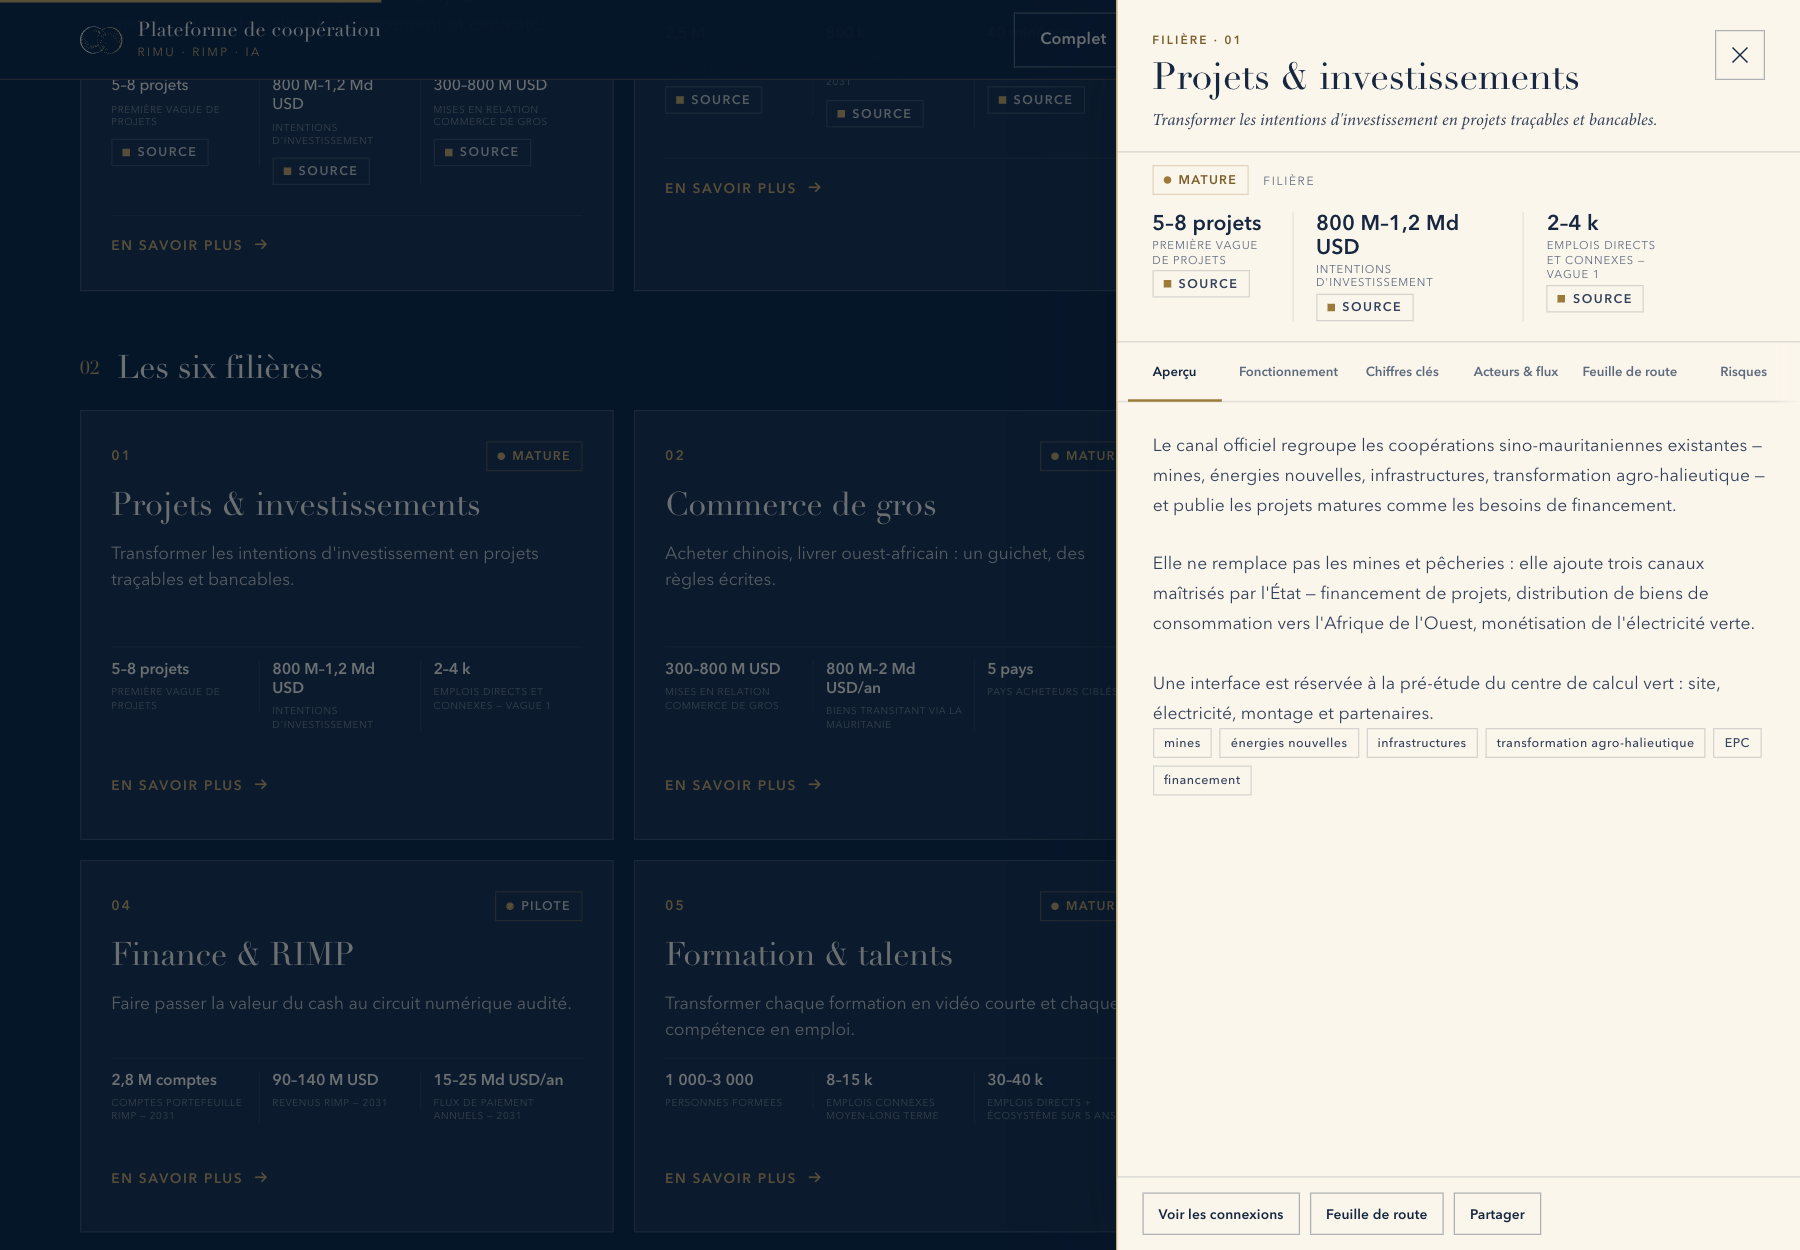 Plateforme de coopération
RIMU · RIMP · IA
Complet
5–8 projets
PREMIÈRE VAGUE DE
PROJETS
SOURCE
800 M–1,2 Md
USD
INTENTIONS
D'INVESTISSEMENT
SOURCE
300–800 M USD
MISES EN RELATION
COMMERCE DE GROS
SOURCE
EN SAVOIR PLUS →
SOURCE
2031
SOURCE
SOURCE
EN SAVOIR PLUS →
02 Les six filières
01
MATURE
Projets & investissements
Transformer les intentions d'investissement en projets
traçables et bancables.
5–8 projets
PREMIÈRE VAGUE DE
PROJETS
800 M–1,2 Md
USD
INTENTIONS
D'INVESTISSEMENT
2–4 k
EMPLOIS DIRECTS ET
CONNEXES – VAGUE 1
EN SAVOIR PLUS →
02
MATUR
Commerce de gros
Acheter chinois, livrer ouest-africain : un guichet, des
règles écrites.
300–800 M USD
MISES EN RELATION
COMMERCE DE GROS
800 M–2 Md
USD/an
BIENS TRANSITANT VIA LA
MAURITANIE
5 pays
PAYS ACHETEURS CIBLES
EN SAVOIR PLUS →
04
PILOTE
Finance & RIMP
Faire passer la valeur du cash au circuit numérique audité.
2,8 M comptes
COMPTES PORTEFEUILLE
RIMP – 2031
90–140 M USD
REVENUS RIMP – 2031
15–25 Md USD/an
FLUX DE PAIEMENT
ANNUELS – 2031
EN SAVOIR PLUS →
05
MATUR
Formation & talents
Transformer chaque formation en vidéo courte et chaque
compétence en emploi.
1 000–3 000
PERSONNES FORMÉES
8–15 k
EMPLOIS CONNEXES
MOYEN-LONG TERME
30–40 k
EMPLOIS DIRECTS +
ÉCOSYSTÈME SUR 5 ANS
EN SAVOIR PLUS →
FILIÈRE · 01
Projets & investissements
Transformer les intentions d'investissement en projets traçables et bancables.
MATURE
FILIÈRE
5–8 projets
PREMIÈRE VAGUE
DE PROJETS
SOURCE
800 M–1,2 Md
USD
INTENTIONS
D'INVESTISSEMENT
SOURCE
2–4 k
EMPLOIS DIRECTS
ET CONNEXES –
VAGUE 1
SOURCE
Aperçu Fonctionnement Chiffres clés Acteurs & flux Feuille de route Risques
Le canal officiel regroupe les coopérations sino-mauritaniennes existantes –
mines, énergies nouvelles, infrastructures, transformation agro-halieutique –
et publie les projets matures comme les besoins de financement.
Elle ne remplace pas les mines et pêcheries : elle ajoute trois canaux
maîtrisés par l'État – financement de projets, distribution de biens de
consommation vers l'Afrique de l'Ouest, monétisation de l'électricité verte.
Une interface est réservée à la pré-étude du centre de calcul vert : site,
électricité, montage et partenaires.
mines énergies nouvelles infrastructures transformation agro-halieutique EPC
financement
Voir les connexions Feuille de route Partager